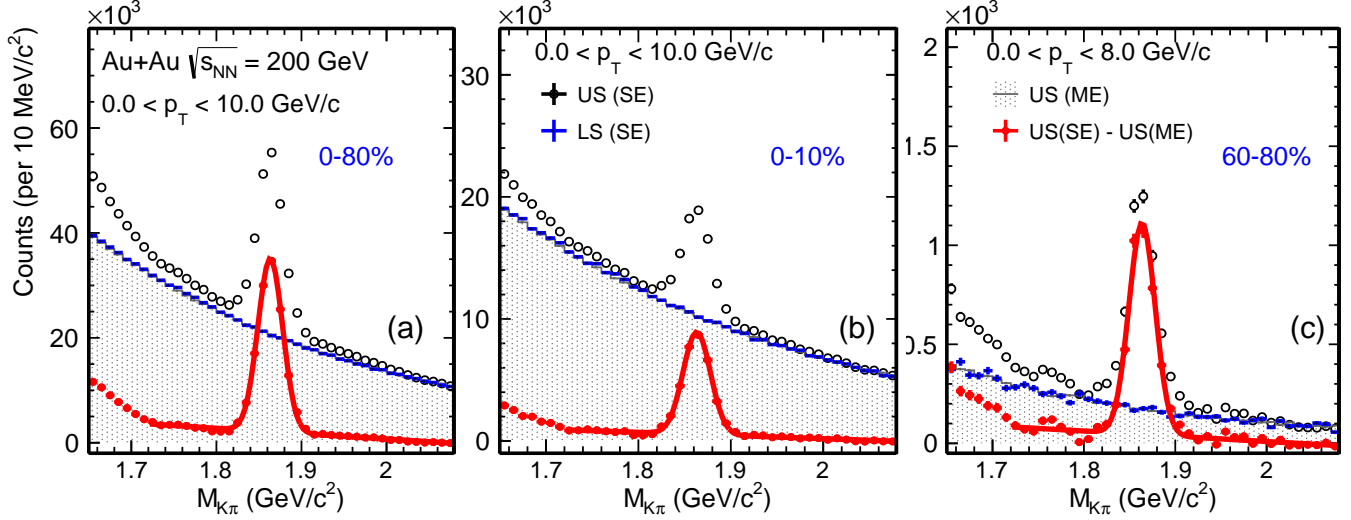 ×10³
Au+Au √s_NN = 200 GeV
0.0 < p_T < 10.0 GeV/c
0-80%
(a)
60
40
20
0
1.7 1.8 1.9 2
M_Kπ (GeV/c²)
Counts (per 10 MeV/c²)
×10³
0.0 < p_T < 10.0 GeV/c
US (SE)
LS (SE)
0-10%
(b)
30
20
10
0
1.7 1.8 1.9 2
M_Kπ (GeV/c²)
×10³
0.0 < p_T < 8.0 GeV/c
US (ME)
US(SE) - US(ME)
60-80%
(c)
2
1.5
1
0.5
0
1.7 1.8 1.9 2
M_Kπ (GeV/c²)